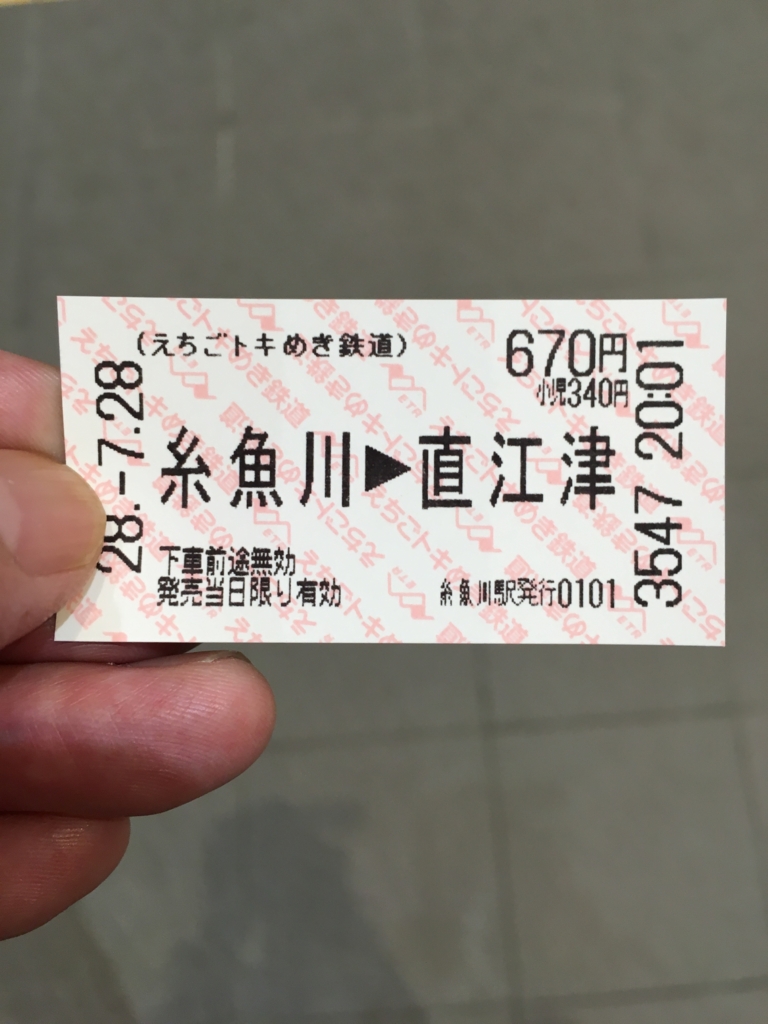 (えちごトキめき鉄道)
670円
小児340円
28.-7.28
糸魚川▶直江津
3547 20:01
下車前途無効
発売当日限り有効
糸魚川駅発行0101